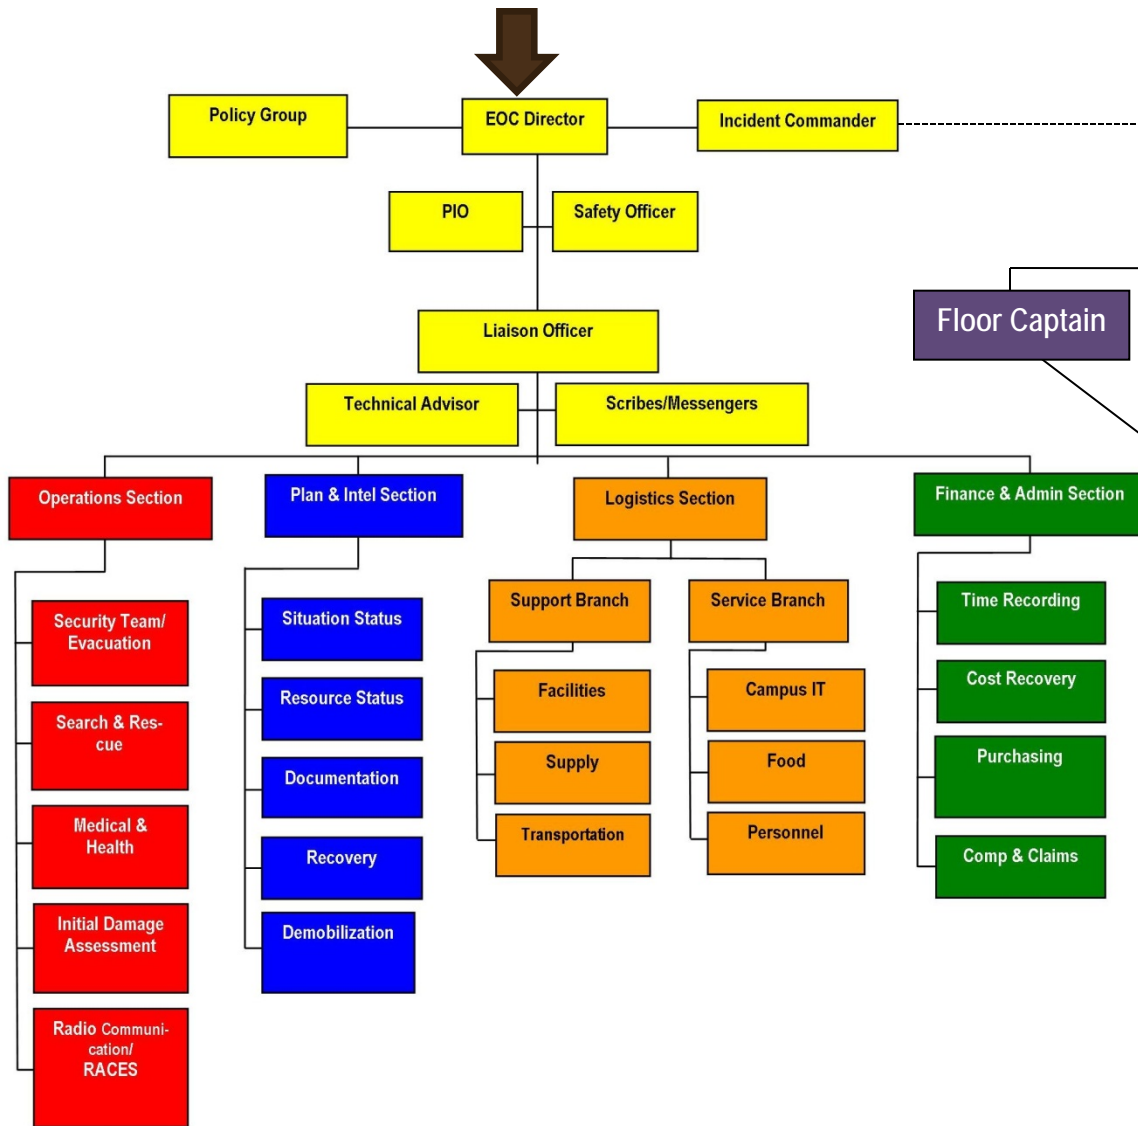 Policy Group
EOC Director
Incident Commander
PIO
Safety Officer
Liaison Officer
Floor Captain
Technical Advisor
Scribes/Messengers
Operations Section
Plan & Intel Section
Logistics Section
Finance & Admin Section
Security Team/
Evacuation
Search & Res-
cue
Medical &
Health
Initial Damage
Assessment
Radio Communi-
cation/
RACES
Situation Status
Resource Status
Documentation
Recovery
Demobilization
Support Branch
Facilities
Supply
Transportation
Service Branch
Campus IT
Food
Personnel
Time Recording
Cost Recovery
Purchasing
Comp & Claims